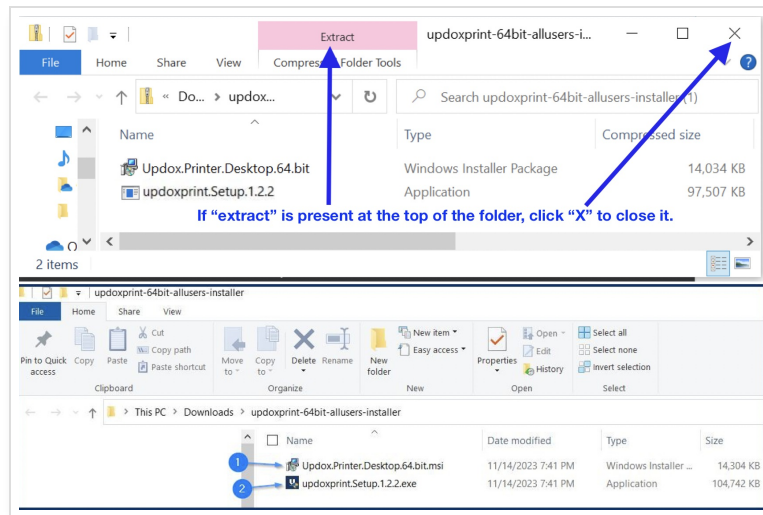 Extract
updoxprint-64bit-allusers-i...
File Home Share View Compressed Folder Tools
« Do... > updox...
Search updoxprint-64bit-allusers-installer (1)
Name Type Compressed size
Updox.Printer.Desktop.64.bit Windows Installer Package 14,034 KB
updoxprint.Setup.1.2.2 Application 97,507 KB
If “extract” is present at the top of the folder, click “X” to close it.
2 items
updoxprint-64bit-allusers-installer
File Home Share View
Pin to Quick access
Copy
Paste
Cut
Copy path
Paste shortcut
Clipboard
Move to
Copy to
Delete
Rename
Organize
New folder
New item
Easy access
New
Properties
Open
Edit
History
Open
Select all
Select none
Invert selection
Select
> This PC > Downloads > updoxprint-64bit-allusers-installer
Name Date modified Type Size
1 Updox.Printer.Desktop.64.bit.msi 11/14/2023 7:41 PM Windows Installer ... 14,304 KB
2 updoxprint.Setup.1.2.2.exe 11/14/2023 7:41 PM Application 104,742 KB